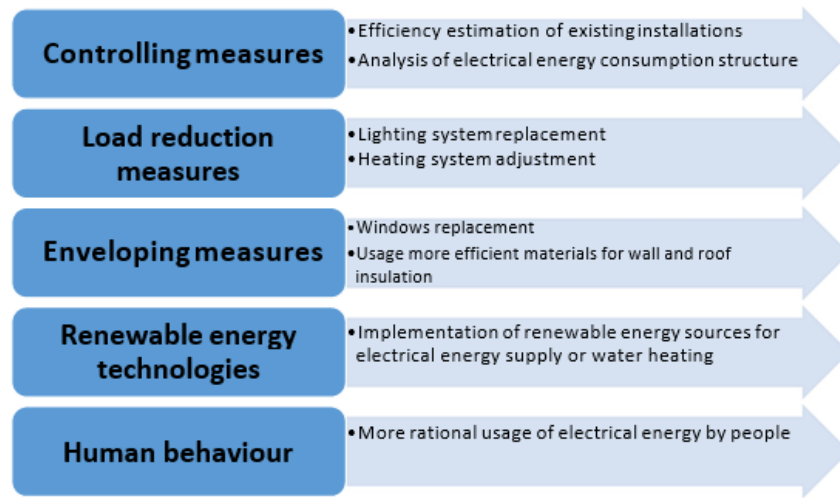 Controlling measures
•Efficiency estimation of existing installations
•Analysis of electrical energy consumption structure
Load reduction
measures
•Lighting system replacement
•Heating system adjustment
Enveloping measures
•Windows replacement
•Usage more efficient materials for wall and roof
insulation
Renewable energy
technologies
•Implementation of renewable energy sources for
electrical energy supply or water heating
Human behaviour
•More rational usage of electrical energy by people